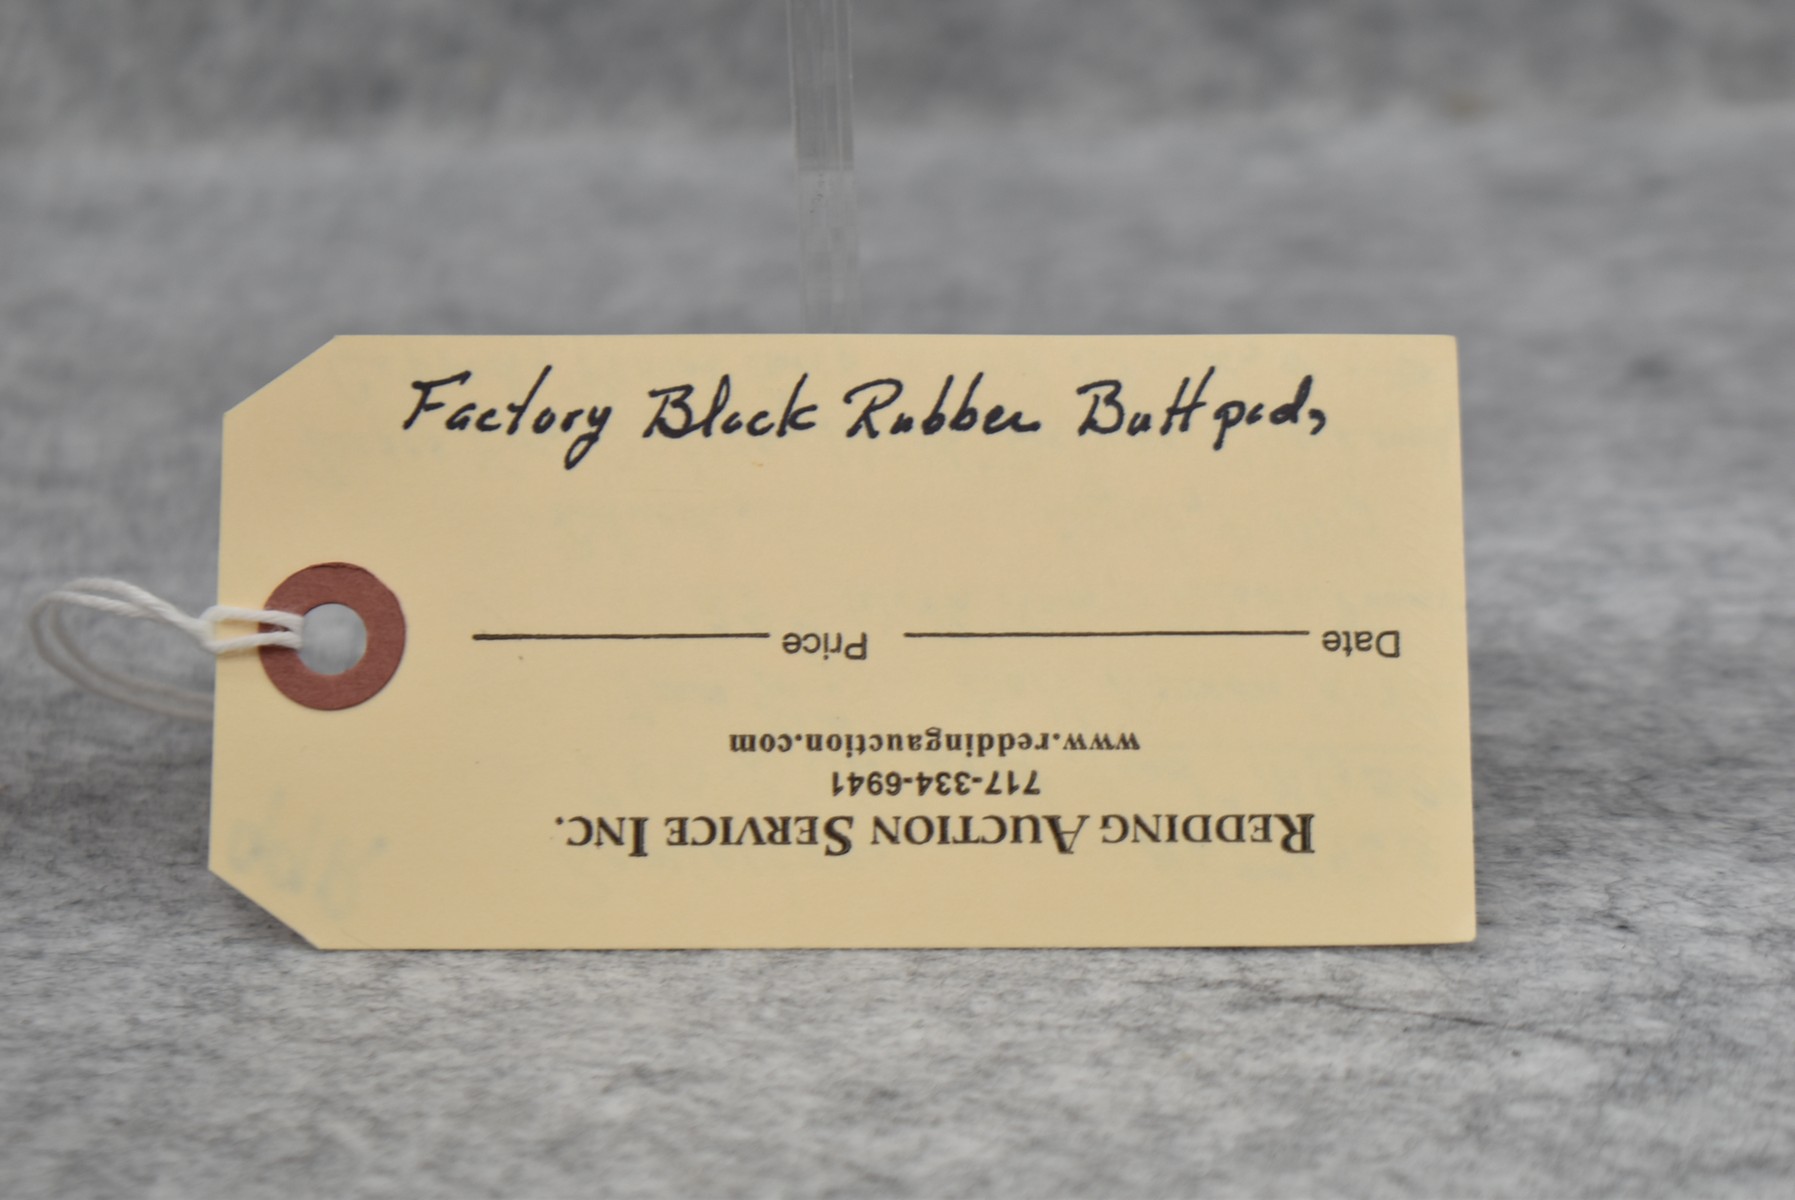 Factory Black Rubber Buttpads
Date Price
www.reddingauction.com
717-334-6941
REDDING AUCTION SERVICE INC.